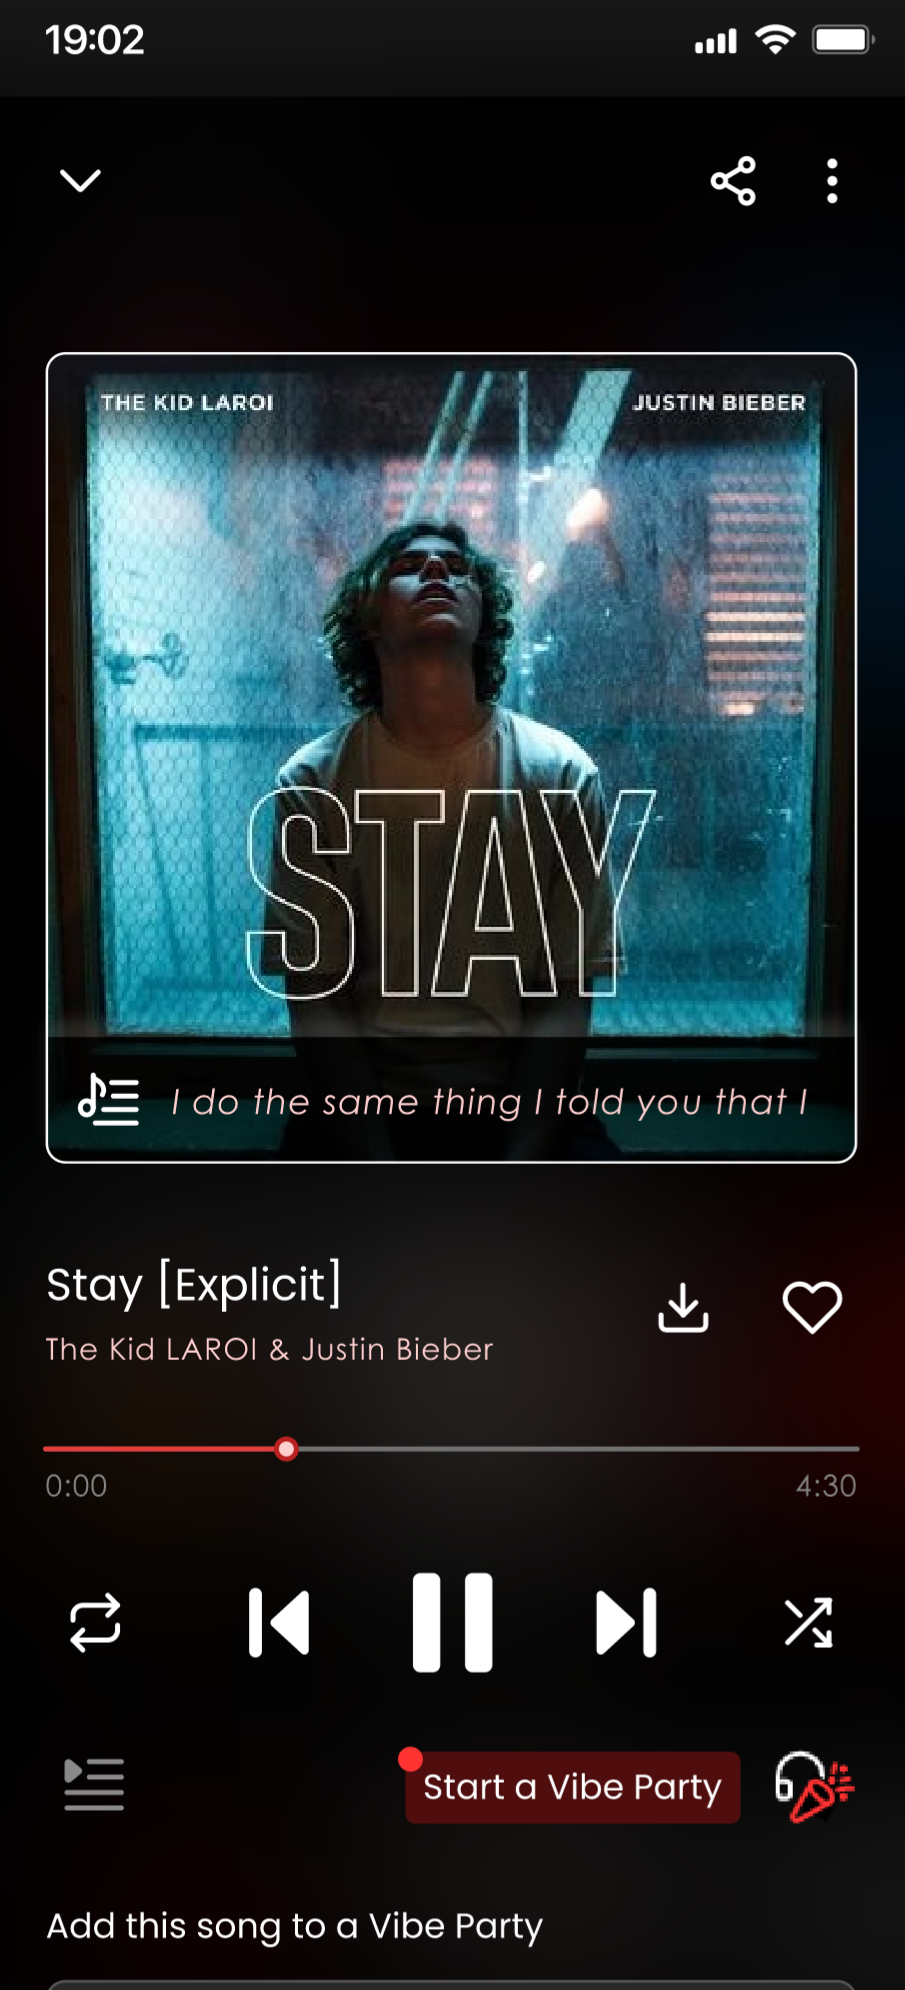 19:02
THE KID LAROI
JUSTIN BIEBER
STAY
I do the same thing I told you that I
Stay [Explicit]
The Kid LAROI & Justin Bieber
0:00
4:30
Start a Vibe Party
Add this song to a Vibe Party